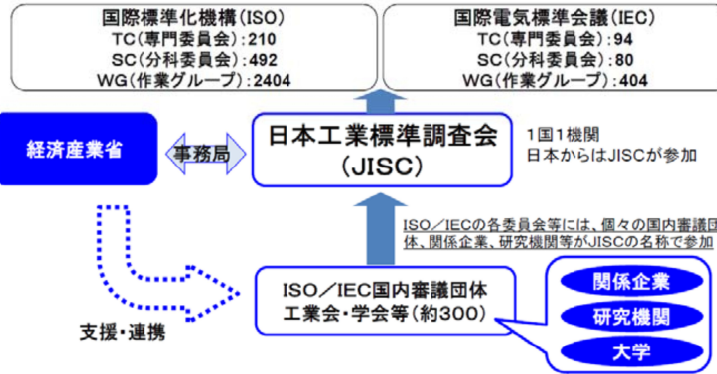 国際標準化機構(ISO)
TC(専門委員会):210
SC(分科委員会):492
WG(作業グループ):2404
国際電気標準会議(IEC)
TC(専門委員会):94
SC(分科委員会):80
WG(作業グループ):404
経済産業省
事務局
日本工業標準調査会
(JISC)
1国1機関
日本からはJISCが参加
ISO/IECの各委員会等には、個々の国内審議団
体、関係企業、研究機関等がJISCの名称で参加
ISO/IEC国内審議団体
工業会・学会等(約300)
関係企業
研究機関
大学
支援・連携